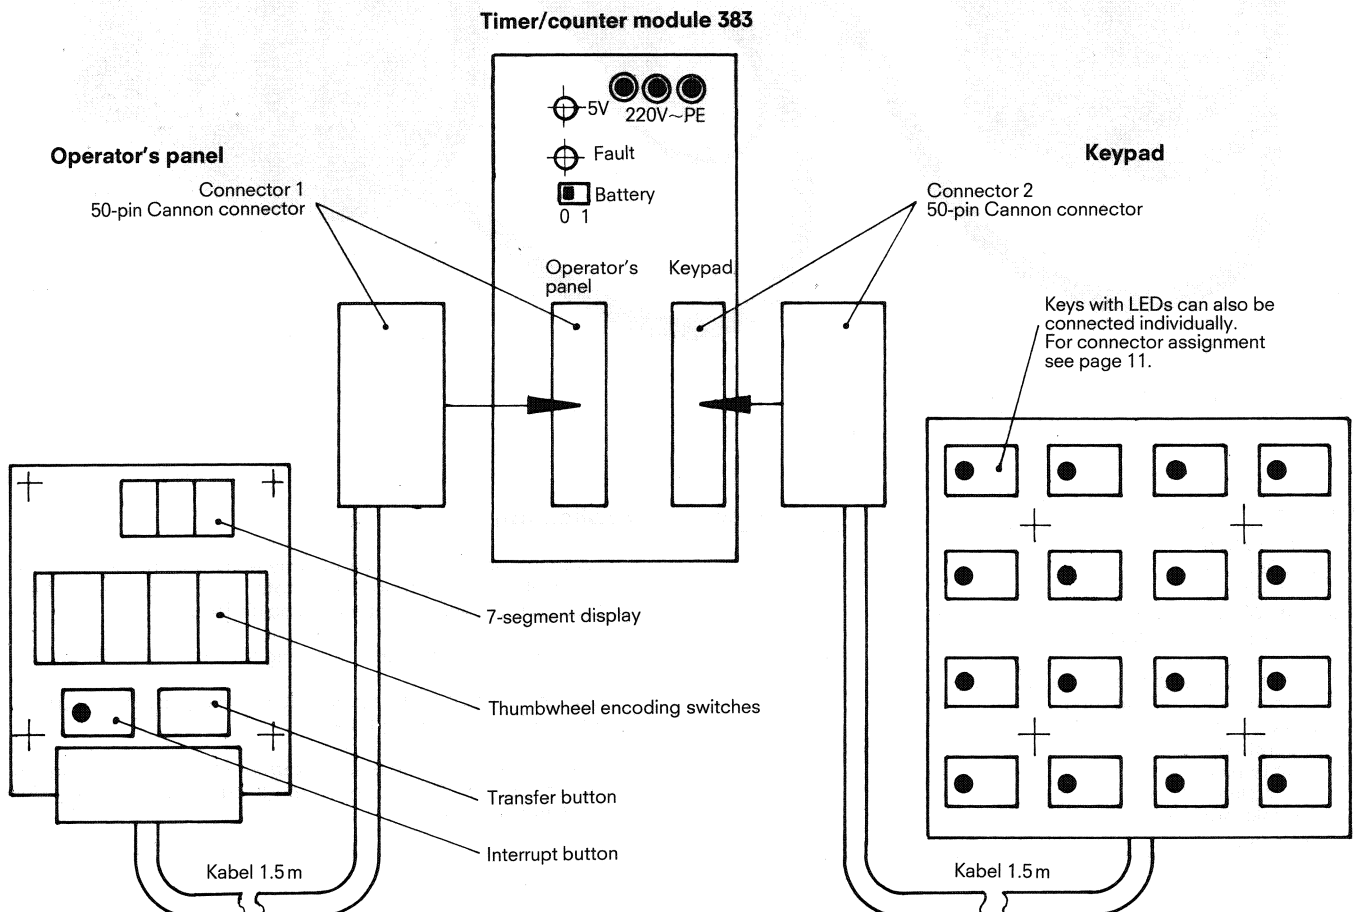 Timer/counter module 383
5V
220V~PE
Fault
Battery
0 1
Operator's panel
Connector 1
50-pin Cannon connector
Operator's
panel
Keypad
Keypad
Connector 2
50-pin Cannon connector
Keys with LEDs can also be
connected individually.
For connector assignment
see page 11.
7-segment display
Thumbwheel encoding switches
Transfer button
Interrupt button
Kabel 1.5 m
Kabel 1.5 m